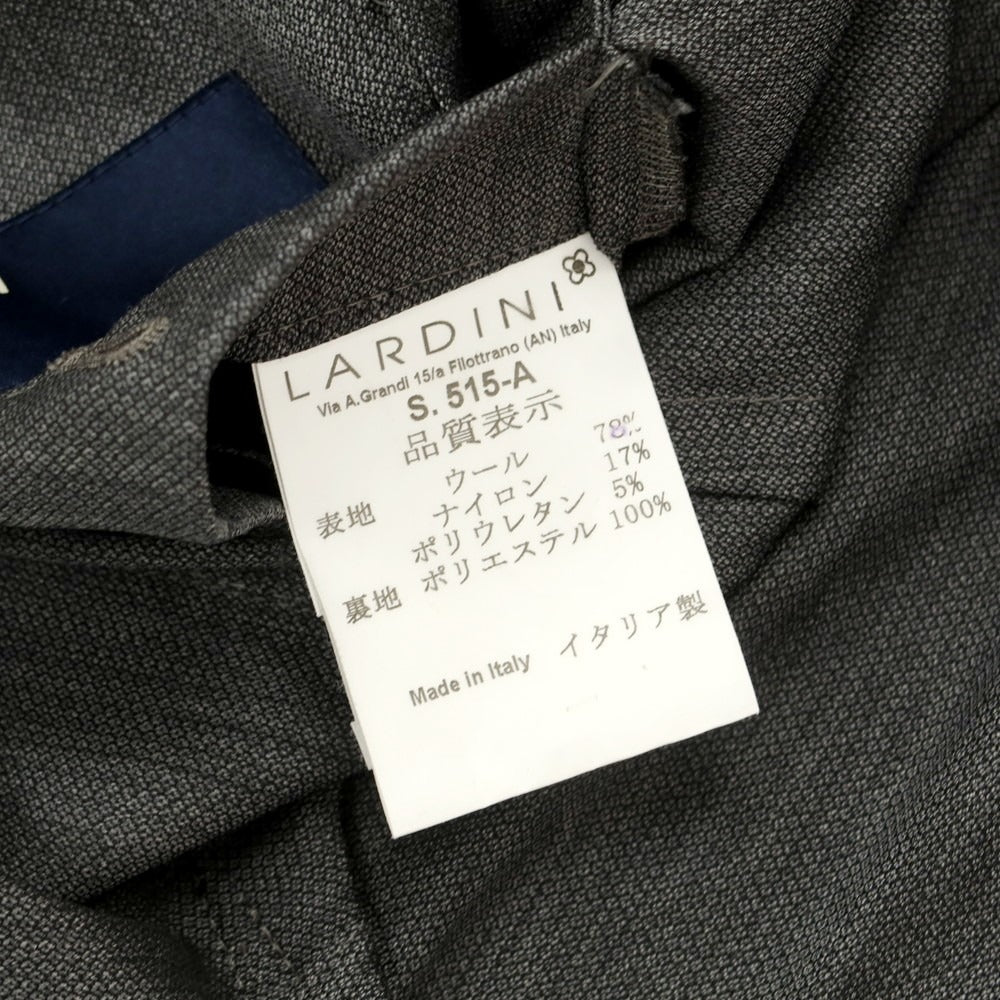 LARDINI
Via A.Grandi 15/a Filottrano (AN) Italy
S. 515-A
品質表示
表地 ウール 78%
ナイロン 17%
ポリウレタン 5%
裏地 ポリエステル 100%
Made in Italy イタリア製